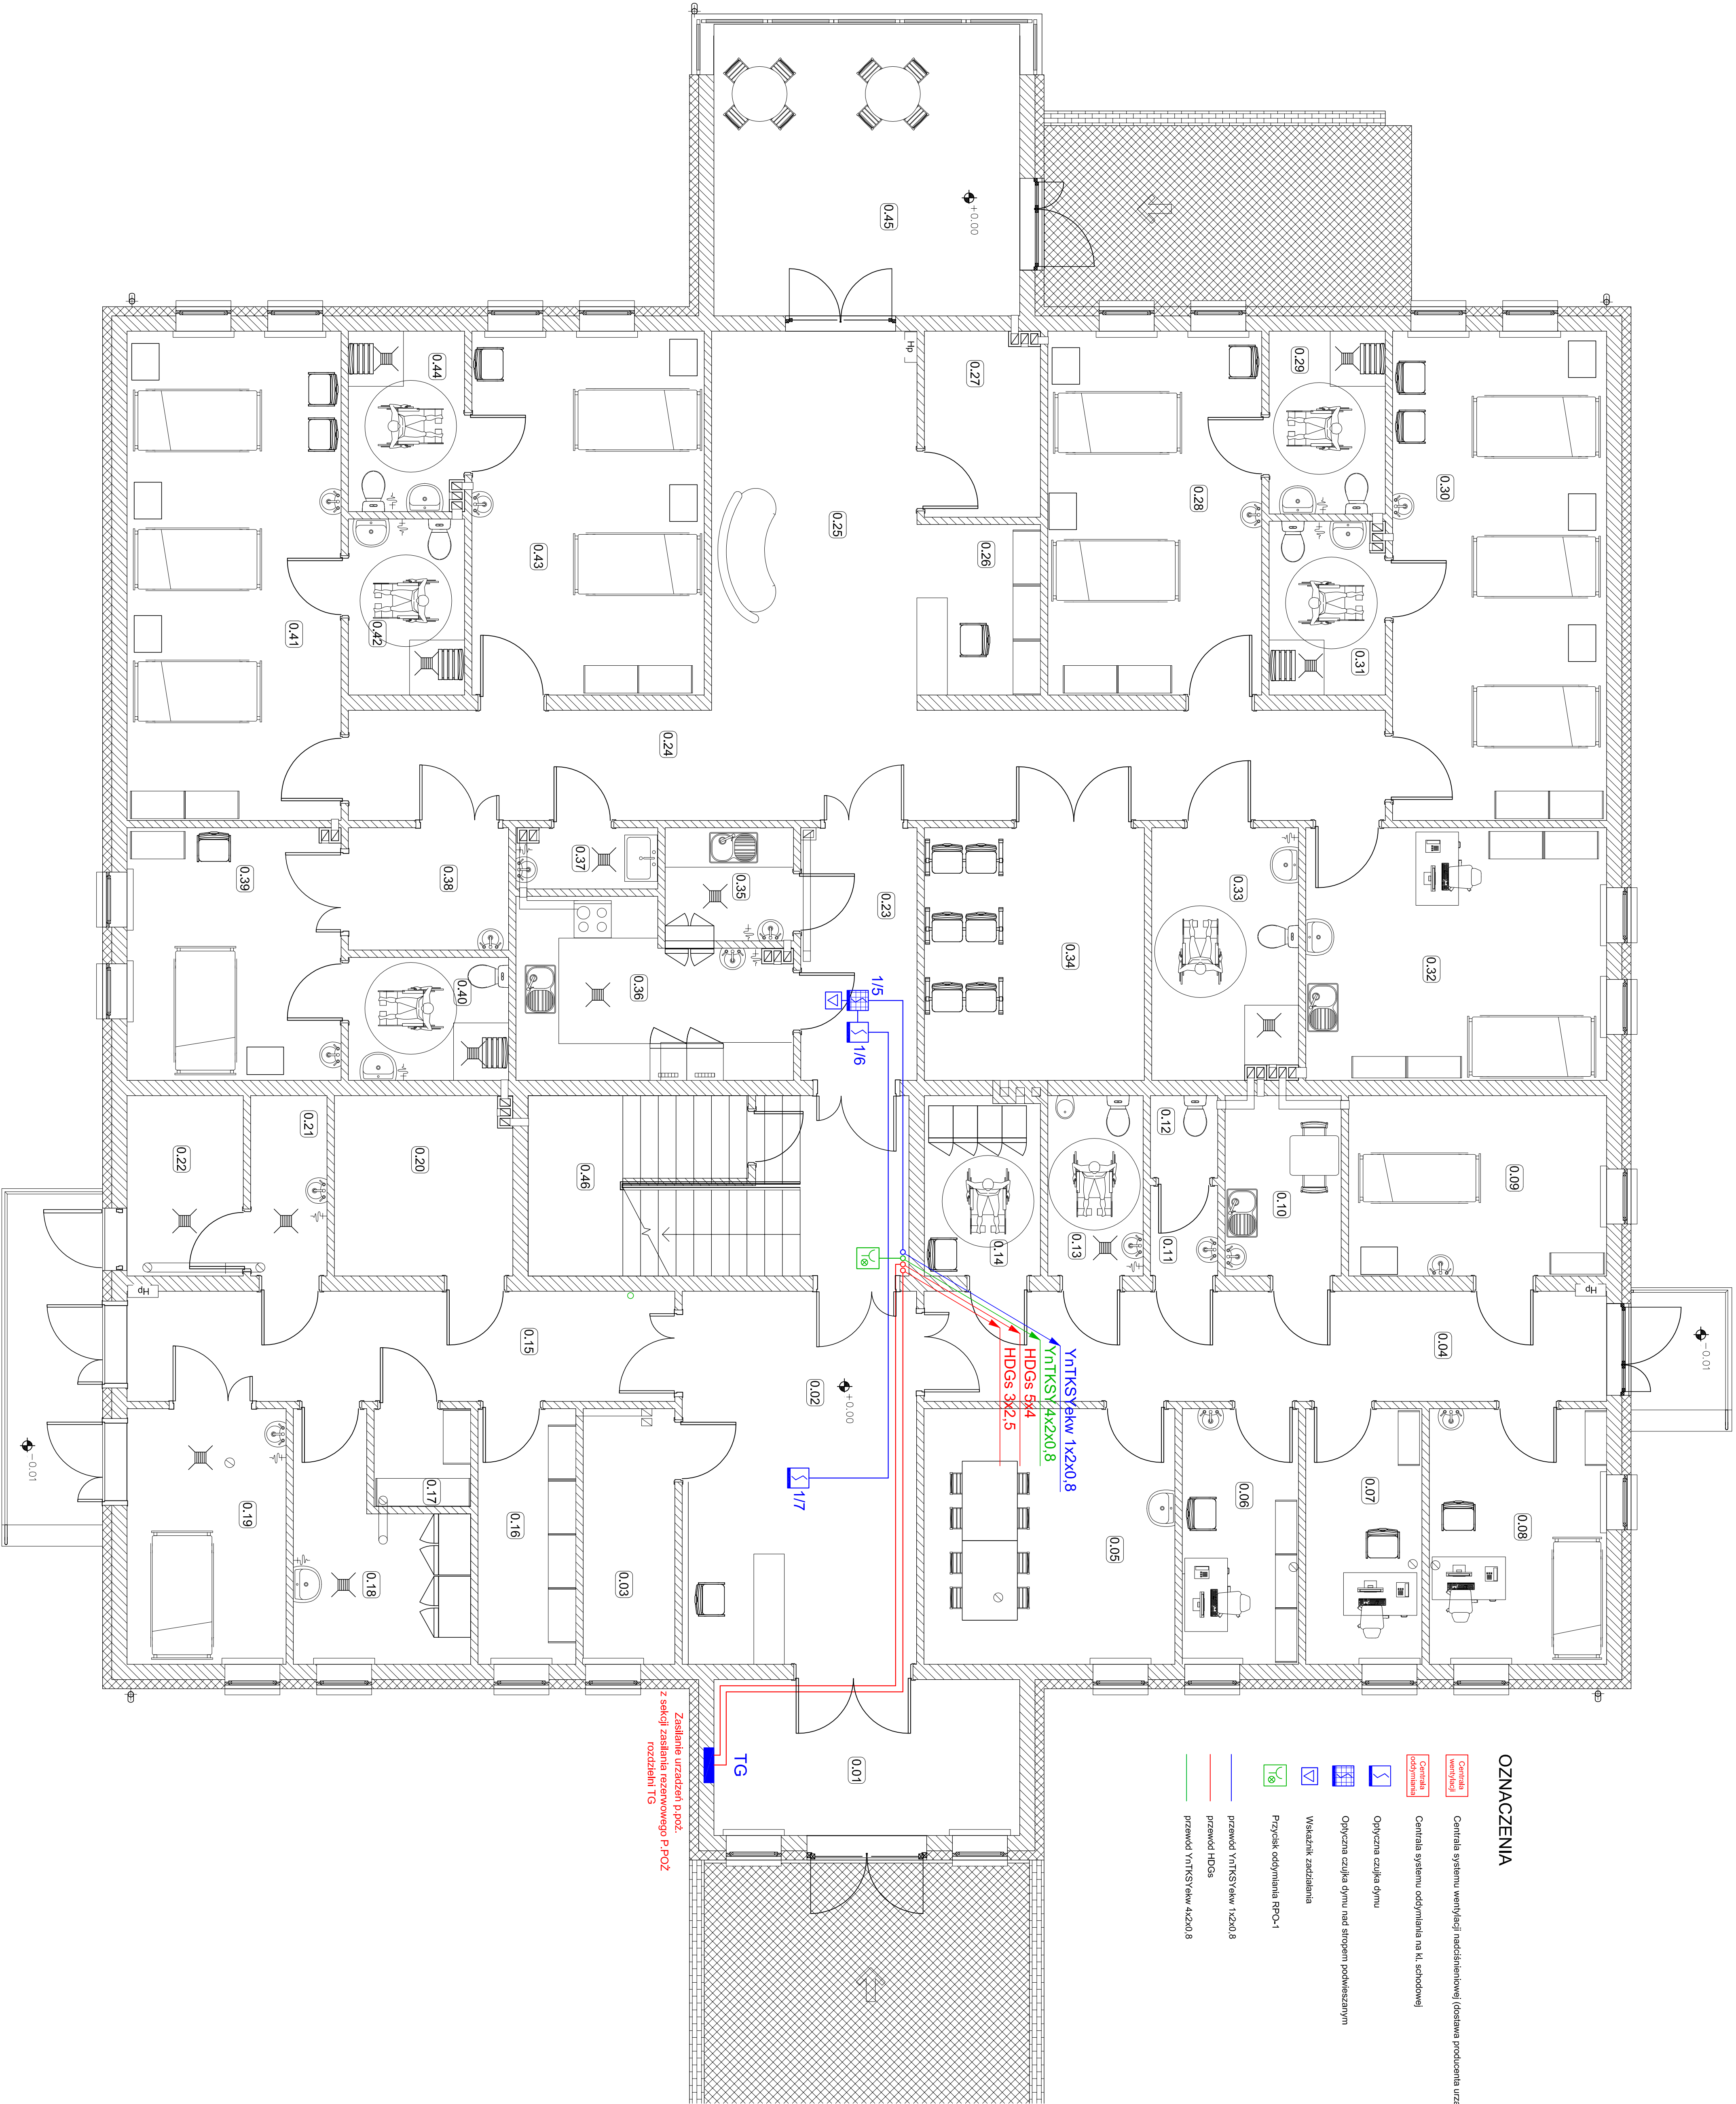 OZNACZENIA
Centrala
wentylacji
Centrala systemu wentylacji nadciśnieniowej (dostawa producenta urzą
Centrala
oddymiania
Centrala systemu oddymiania na kl. schodowej
Optyczna czujka dymu
Optyczna czujka dymu nad stropem podwieszanym
Wskaźnik zadziałania
Przycisk oddymiania RPO-1
przewód YnTKSYekw 1x2x0,8
przewód HDGs
przewód YnTKSYekw 4x2x0,8
-0.01
0.30
0.32
0.09
0.08
0.29
0.31
0.33
0.10
0.04
0.07
Hp
0.28
0.12
0.11
0.06
0.34
0.13
0.05
YnTKSYekw 1x2x0,8
YnTKSY 4x2x0,8
HDGs 5x4
HDGs 3x2,5
+0.00
0.27
0.26
0.14
0.45
Hp
0.23
1/5
1/6
0.25
0.02
+0.00
1/7
0.01
TG
0.35
0.24
0.36
0.46
0.03
Zasilanie urządzeń p.poż.
z sekcji zasilania rezerwowego P.POŻ
rozdzielni TG
0.43
0.37
0.15
0.16
0.44
0.42
0.38
0.40
0.20
0.17
0.41
0.39
0.21
0.18
0.22
0.19
Hp
-0.01